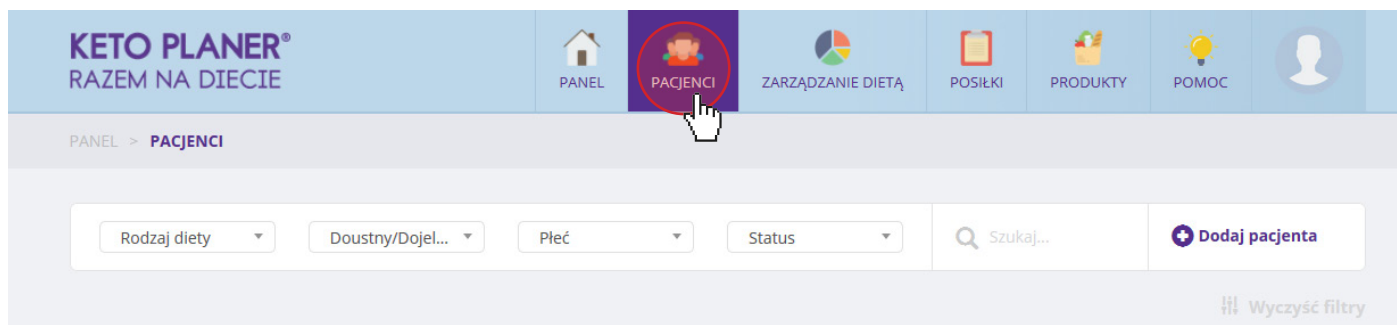 KETO PLANER®
RAZEM NA DIECIE
PANEL
PACJENCI
ZARZĄDZANIE DIETĄ
POSIŁKI
PRODUKTY
POMOC
PANEL > PACJENCI
Rodzaj diety
Doustny/Dojel...
Płeć
Status
Szukaj...
Dodaj pacjenta
Wyczyść filtry